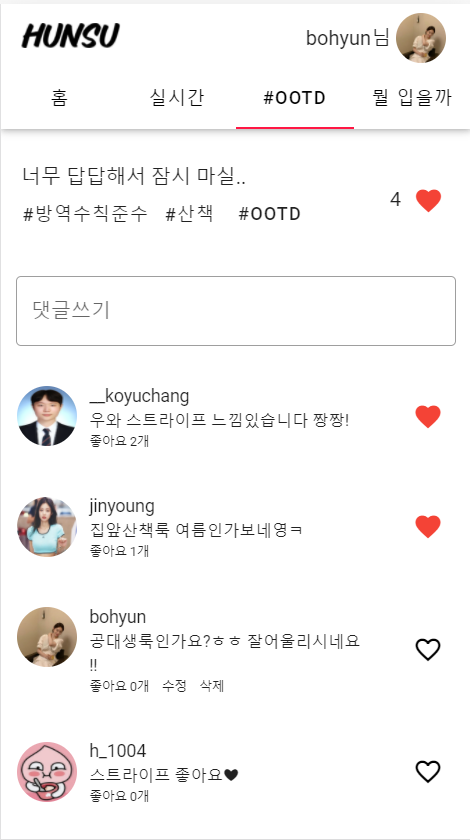 HUNSU
bohyun님
홈 실시간 #OOTD 뭘 입을까
너무 답답해서 잠시 마실..
4
#방역수칙준수 #산책 #OOTD
댓글쓰기
__koyuchang
우와 스트라이프 느낌있습니다 짱짱!
좋아요 2개
jinyoung
집앞산책룩 여름인가보네영ㅋ
좋아요 1개
bohyun
공대생룩인가요?ㅎㅎ 잘어울리시네요
!!
좋아요 0개 수정 삭제
h_1004
스트라이프 좋아요♥
좋아요 0개